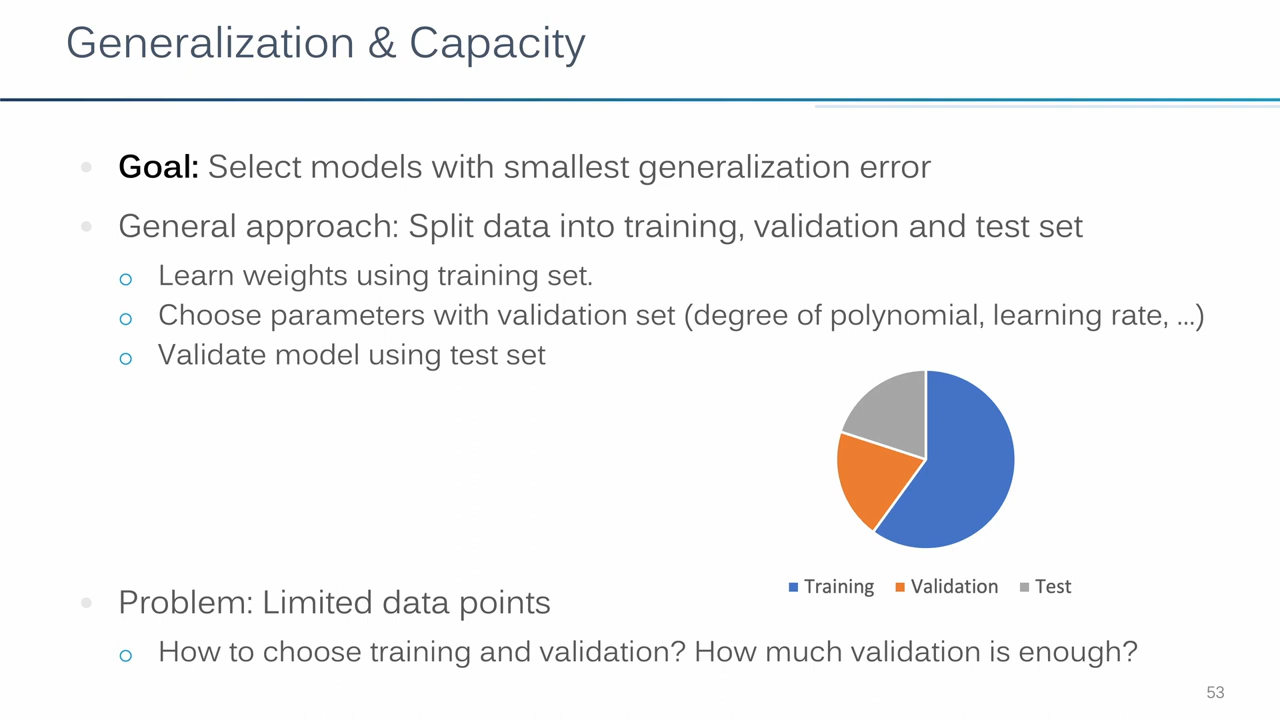 Generalization & Capacity
Goal: Select models with smallest generalization error
General approach: Split data into training, validation and test set
Learn weights using training set.
Choose parameters with validation set (degree of polynomial, learning rate, ...)
Validate model using test set
Training Validation Test
Problem: Limited data points
How to choose training and validation? How much validation is enough?
53